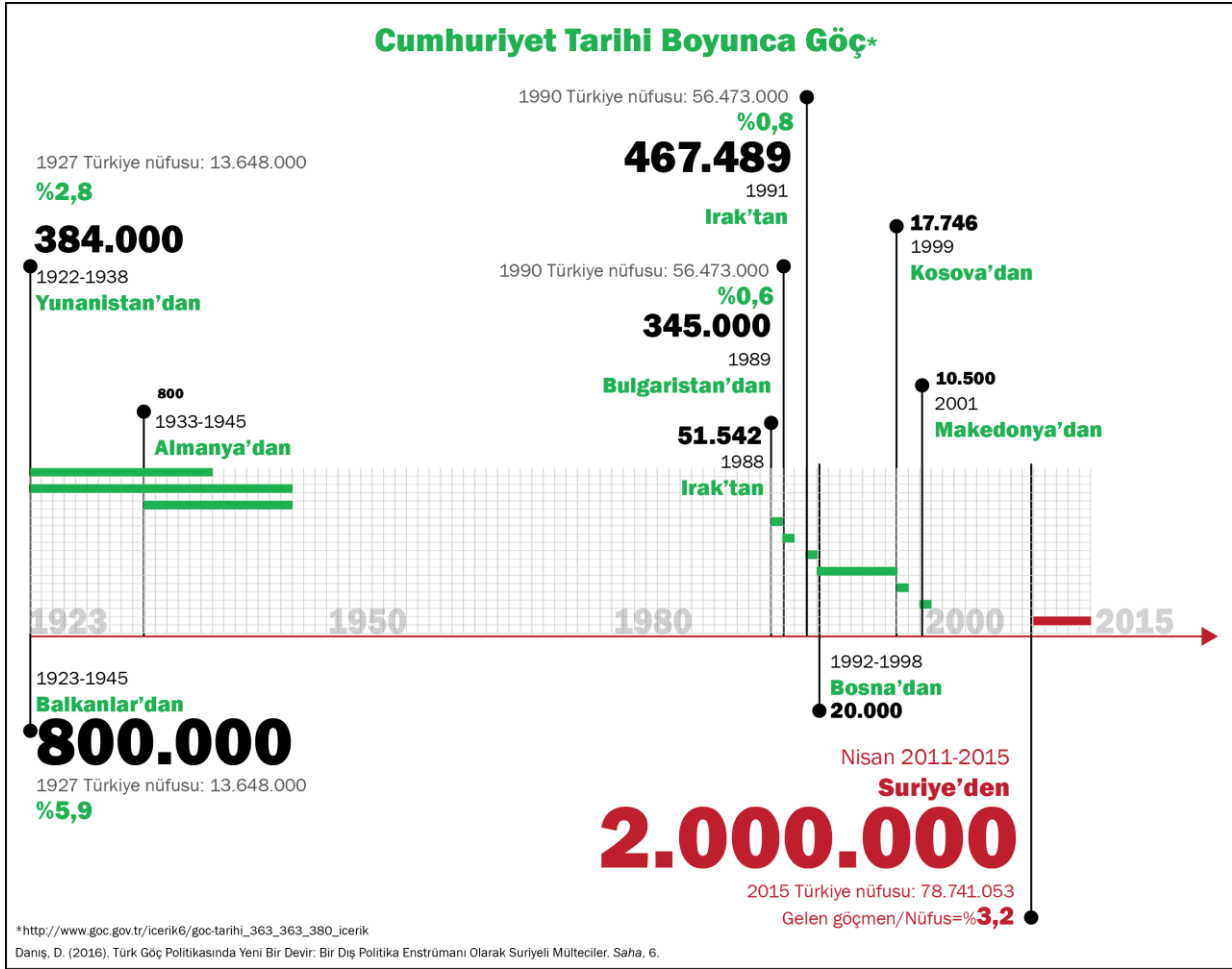 Cumhuriyet Tarihi Boyunca Göç*
1927 Türkiye nüfusu: 13.648.000
%2,8
384.000
1922-1938
Yunanistan’dan
800
1933-1945
Almanya’dan
1990 Türkiye nüfusu: 56.473.000
%0,8
467.489
1991
Irak’tan
1990 Türkiye nüfusu: 56.473.000
%0,6
345.000
1989
Bulgaristan’dan
51.542
1988
Irak’tan
17.746
1999
Kosova’dan
10.500
2001
Makedonya’dan
1923 1950 1980 2000 2015
1923-1945
Balkanlar’dan
800.000
1927 Türkiye nüfusu: 13.648.000
%5,9
1992-1998
Bosna’dan
20.000
Nisan 2011-2015
Suriye’den
2.000.000
2015 Türkiye nüfusu: 78.741.053
Gelen göçmen/Nüfus=%3,2
*http://www.goc.gov.tr/icerik6/goc-tarihi_363_363_380_icerik
Danış, D. (2016). Türk Göç Politikasında Yeni Bir Devir: Bir Dış Politika Enstrümanı Olarak Suriyeli Mülteciler. Saha, 6.